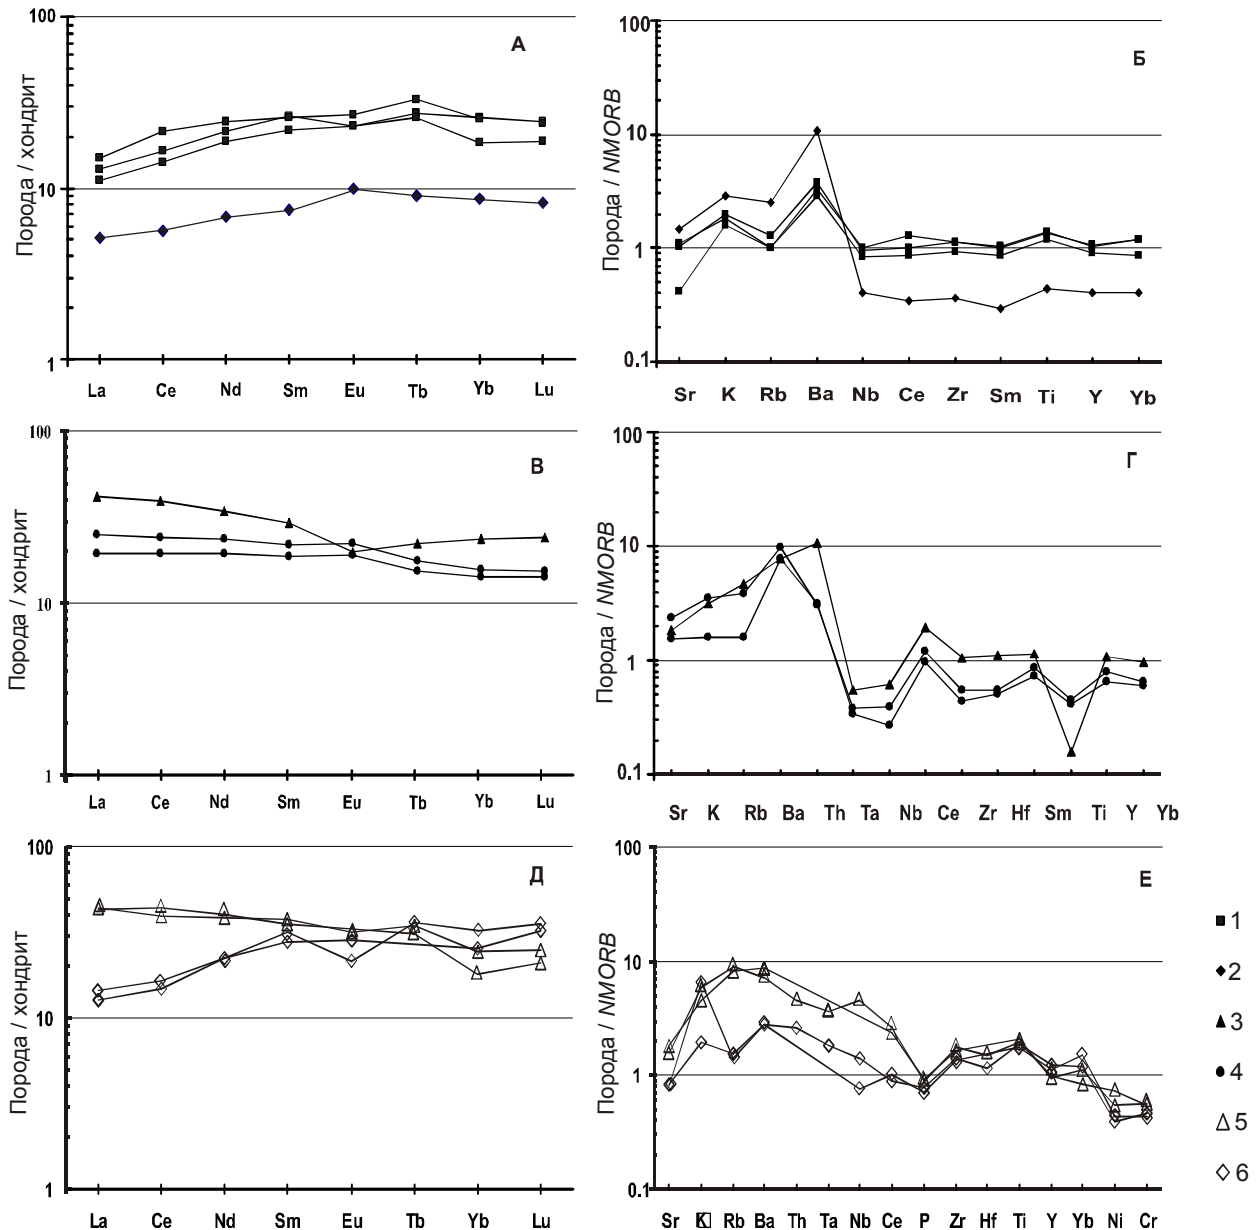 100
А
10
1
Порода / хондрит
La Ce Nd Sm Eu Tb Yb Lu
100
Б
10
1
0.1
Порода / NMORB
Sr K Rb Ba Nb Ce Zr Sm Ti Y Yb
100
В
10
1
Порода / хондрит
La Ce Nd Sm Eu Tb Yb Lu
100
Г
10
1
0.1
Порода / NMORB
Sr K Rb Ba Th Ta Nb Ce Zr Hf Sm Ti Y Yb
100
Д
10
1
Порода / хондрит
La Ce Nd Sm Eu Tb Yb Lu
100
Е
10
1
0.1
Порода / NMORB
Sr K Rb Ba Th Ta Nb Ce P Zr Hf Ti Y Yb Ni Cr
1
2
3
4
5
6